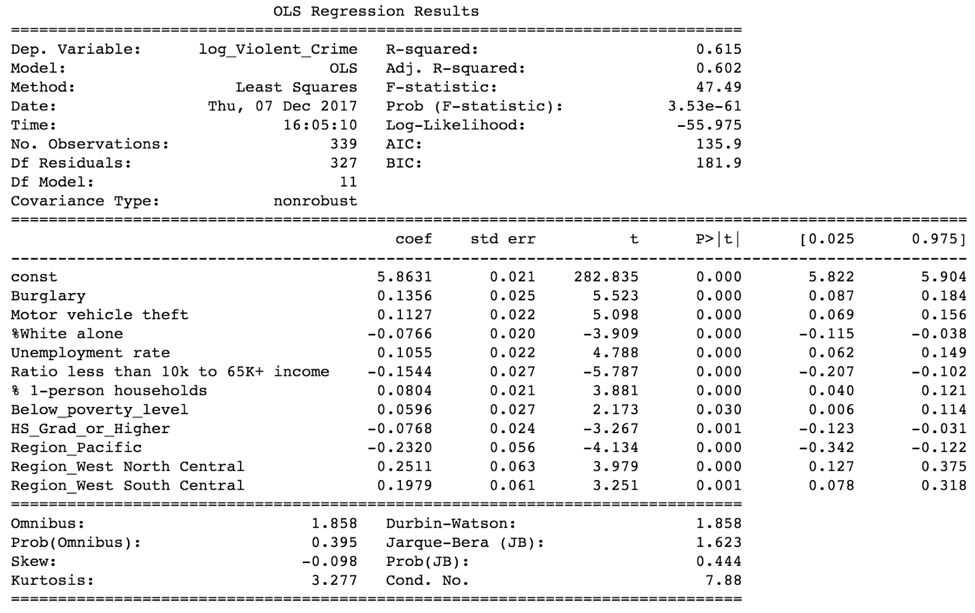 OLS Regression Results
==============================================================================
Dep. Variable: log_Violent_Crime R-squared: 0.615
Model: OLS Adj. R-squared: 0.602
Method: Least Squares F-statistic: 47.49
Date: Thu, 07 Dec 2017 Prob (F-statistic): 3.53e-61
Time: 16:05:10 Log-Likelihood: -55.975
No. Observations: 339 AIC: 135.9
Df Residuals: 327 BIC: 181.9
Df Model: 11
Covariance Type: nonrobust
======================================================================================================
coef std err t P>|t| [0.025 0.975]
------------------------------------------------------------------------------------------------------
const 5.8631 0.021 282.835 0.000 5.822 5.904
Burglary 0.1356 0.025 5.523 0.000 0.087 0.184
Motor vehicle theft 0.1127 0.022 5.098 0.000 0.069 0.156
%White alone -0.0766 0.020 -3.909 0.000 -0.115 -0.038
Unemployment rate 0.1055 0.022 4.788 0.000 0.062 0.149
Ratio less than 10k to 65K+ income -0.1544 0.027 -5.787 0.000 -0.207 -0.102
% 1-person households 0.0804 0.021 3.881 0.000 0.040 0.121
Below_poverty_level 0.0596 0.027 2.173 0.030 0.006 0.114
HS_Grad_or_Higher -0.0768 0.024 -3.267 0.001 -0.123 -0.031
Region_Pacific -0.2320 0.056 -4.134 0.000 -0.342 -0.122
Region_West North Central 0.2511 0.063 3.979 0.000 0.127 0.375
Region_West South Central 0.1979 0.061 3.251 0.001 0.078 0.318
==============================================================================
Omnibus: 1.858 Durbin-Watson: 1.858
Prob(Omnibus): 0.395 Jarque-Bera (JB): 1.623
Skew: -0.098 Prob(JB): 0.444
Kurtosis: 3.277 Cond. No. 7.88
==============================================================================